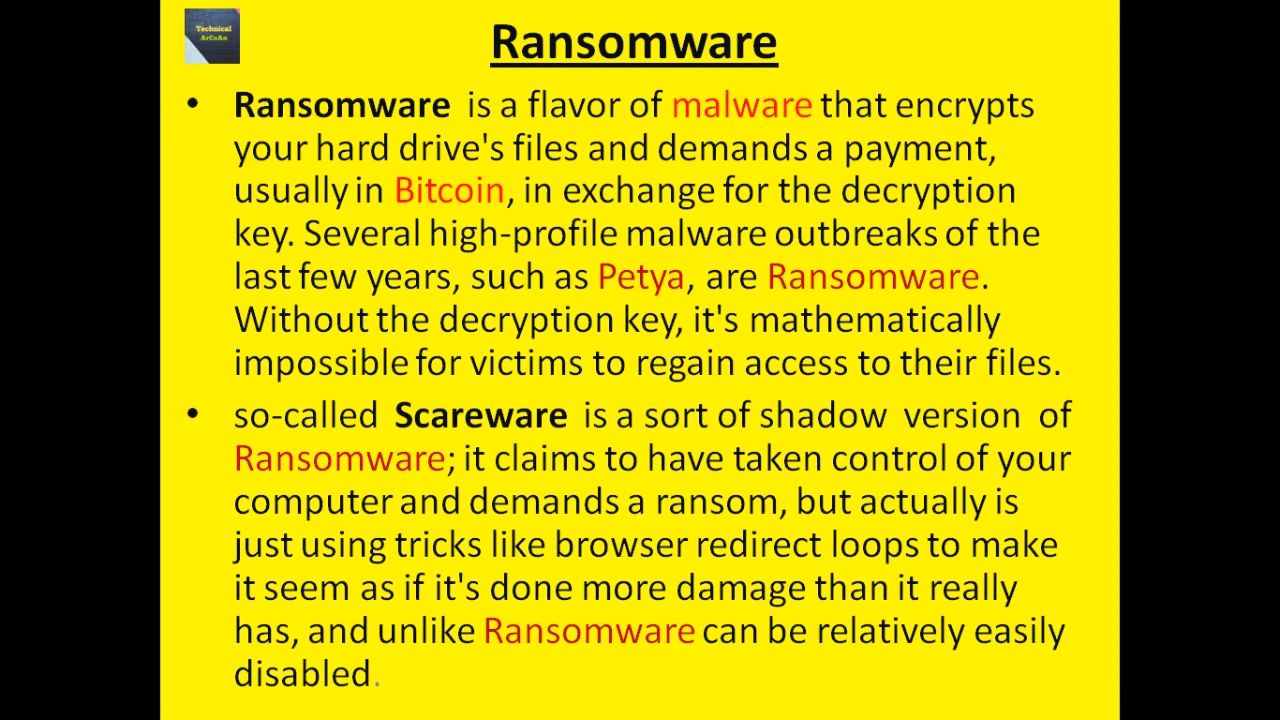 Technical
ArCoAn
Ransomware
• Ransomware is a flavor of malware that encrypts
your hard drive's files and demands a payment,
usually in Bitcoin, in exchange for the decryption
key. Several high-profile malware outbreaks of the
last few years, such as Petya, are Ransomware.
Without the decryption key, it's mathematically
impossible for victims to regain access to their files.
• so-called Scareware is a sort of shadow version of
Ransomware; it claims to have taken control of your
computer and demands a ransom, but actually is
just using tricks like browser redirect loops to make
it seem as if it's done more damage than it really
has, and unlike Ransomware can be relatively easily
disabled.